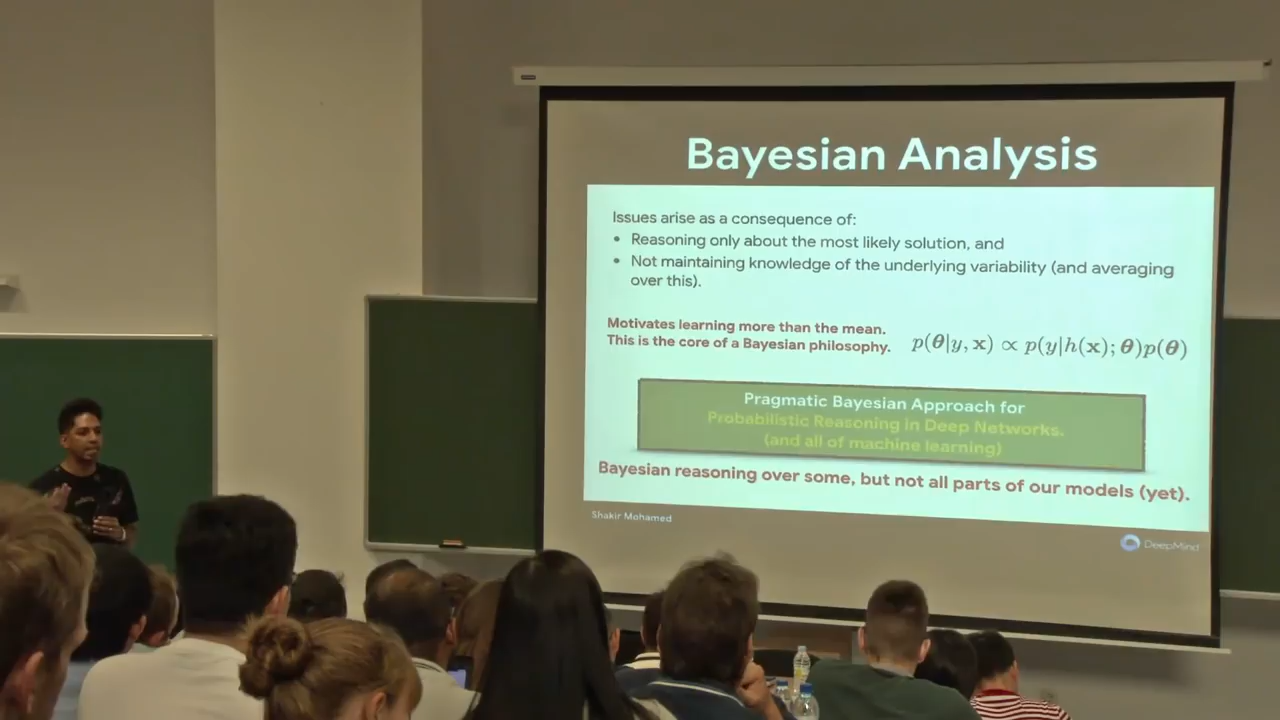 Bayesian Analysis
Issues arise as a consequence of:
• Reasoning only about the most likely solution, and
• Not maintaining knowledge of the underlying variability (and averaging
over this).
Motivates learning more than the mean.
This is the core of a Bayesian philosophy.
p(θ|y, x) ∝ p(y|h(x); θ)p(θ)
Pragmatic Bayesian Approach for
Probabilistic Reasoning in Deep Networks.
(and all of machine learning)
Bayesian reasoning over some, but not all parts of our models (yet).
Shakir Mohamed
DeepMind